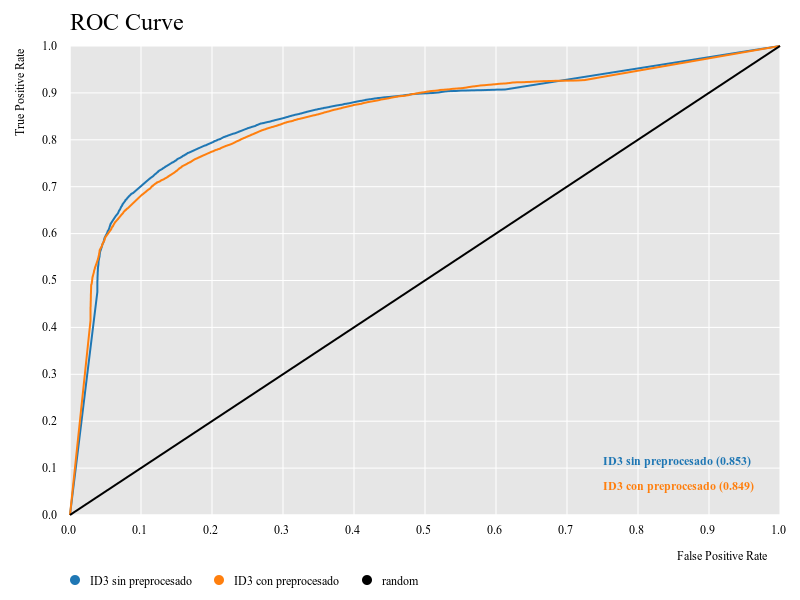 ROC Curve
True Positive Rate
1.0
0.9
0.8
0.7
0.6
0.5
0.4
0.3
0.2
0.1
0.0
ID3 sin preprocesado (0.853)
ID3 con preprocesado (0.849)
0.0 0.1 0.2 0.3 0.4 0.5 0.6 0.7 0.8 0.9 1.0
False Positive Rate
ID3 sin preprocesado ID3 con preprocesado random